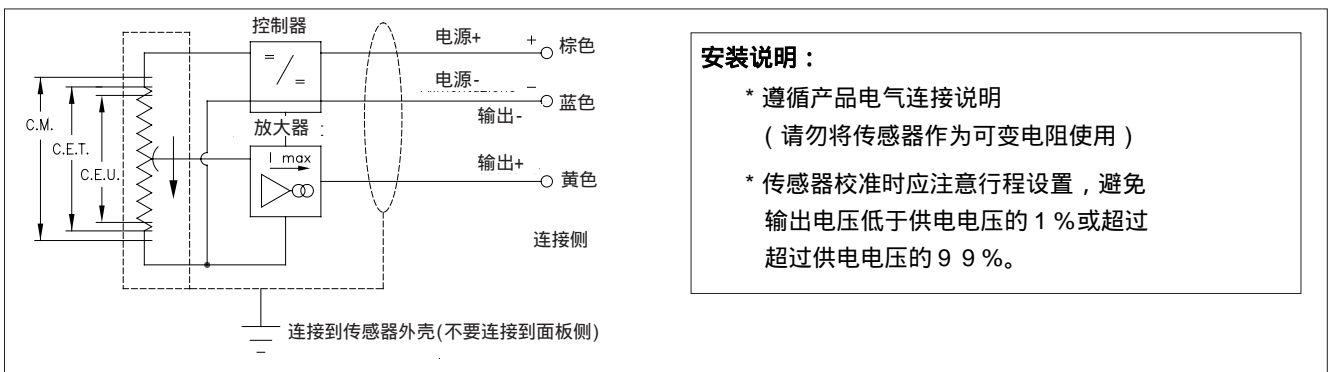 控制器
电源+
+
棕色
电源-
-
蓝色
输出-
放大器
I max
输出+
黄色
C.M.
C.E.T.
C.E.U.
连接侧
连接到传感器外壳(不要连接到面板侧)
安装说明：
* 遵循产品电气连接说明
（请勿将传感器作为可变电阻使用）
* 传感器校准时应注意行程设置，避免
输出电压低于供电电压的1%或超过
超过供电电压的99%。